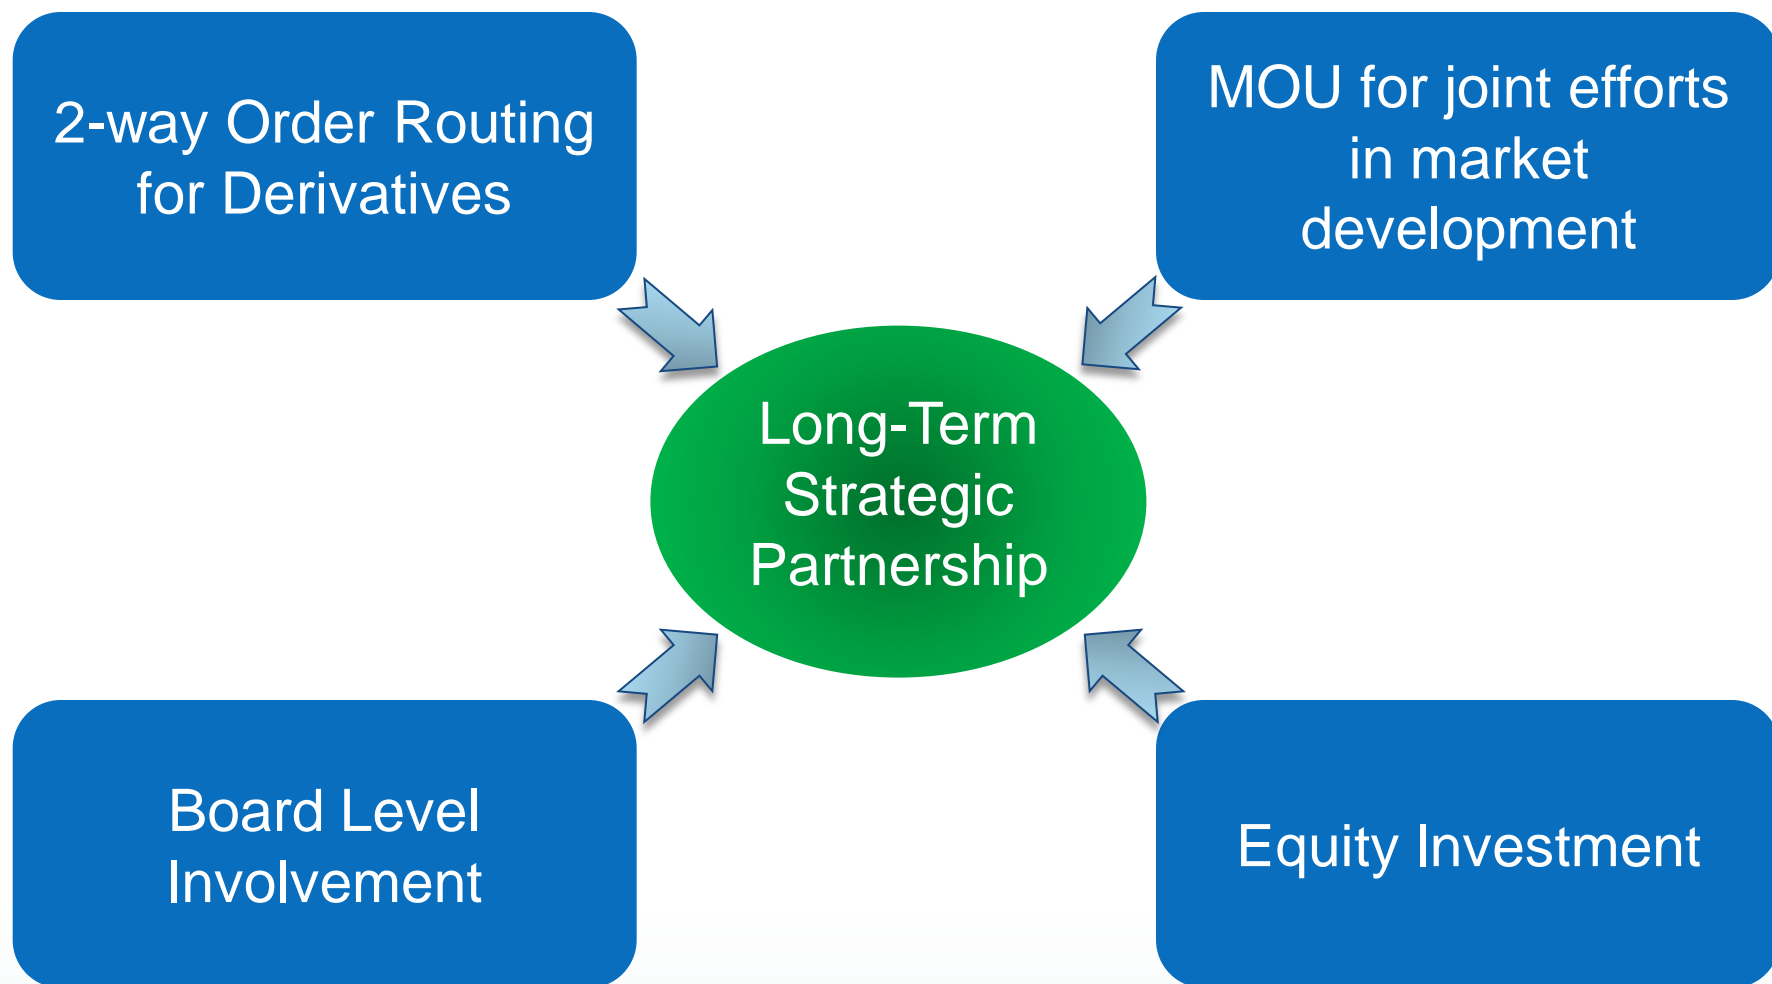 2-way Order Routing
for Derivatives
MOU for joint efforts
in market
development
Long-Term
Strategic
Partnership
Board Level
Involvement
Equity Investment